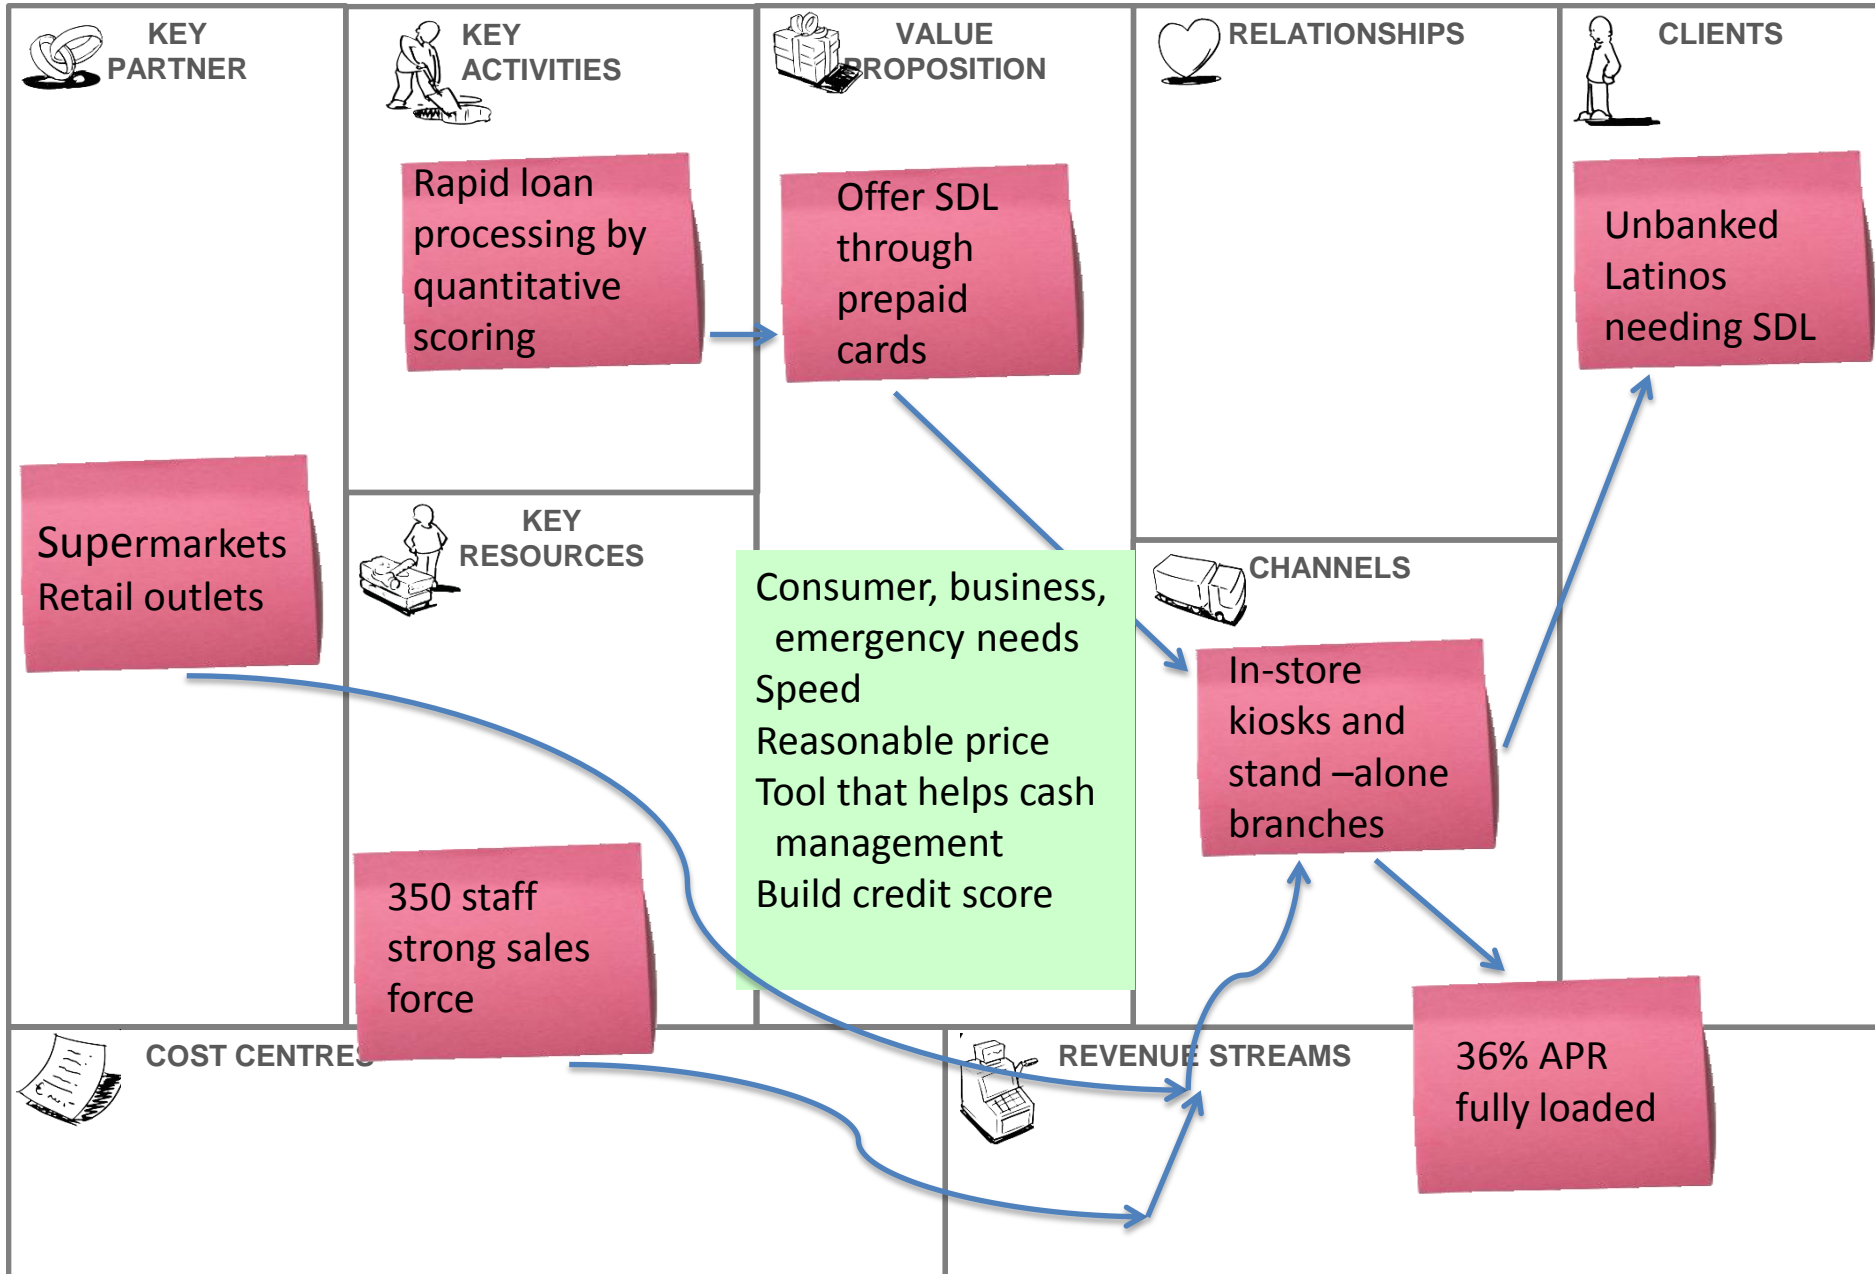 KEY
PARTNER
KEY
ACTIVITIES
VALUE
PROPOSITION
RELATIONSHIPS
CLIENTS
Rapid loan
processing by
quantitative
scoring
Offer SDL
through
prepaid
cards
Unbanked
Latinos
needing SDL
Supermarkets
Retail outlets
KEY
RESOURCES
350 staff
strong sales
force
Consumer, business,
emergency needs
Speed
Reasonable price
Tool that helps cash
management
Build credit score
CHANNELS
In-store
kiosks and
stand –alone
branches
COST CENTRES
REVENUE STREAMS
36% APR
fully loaded